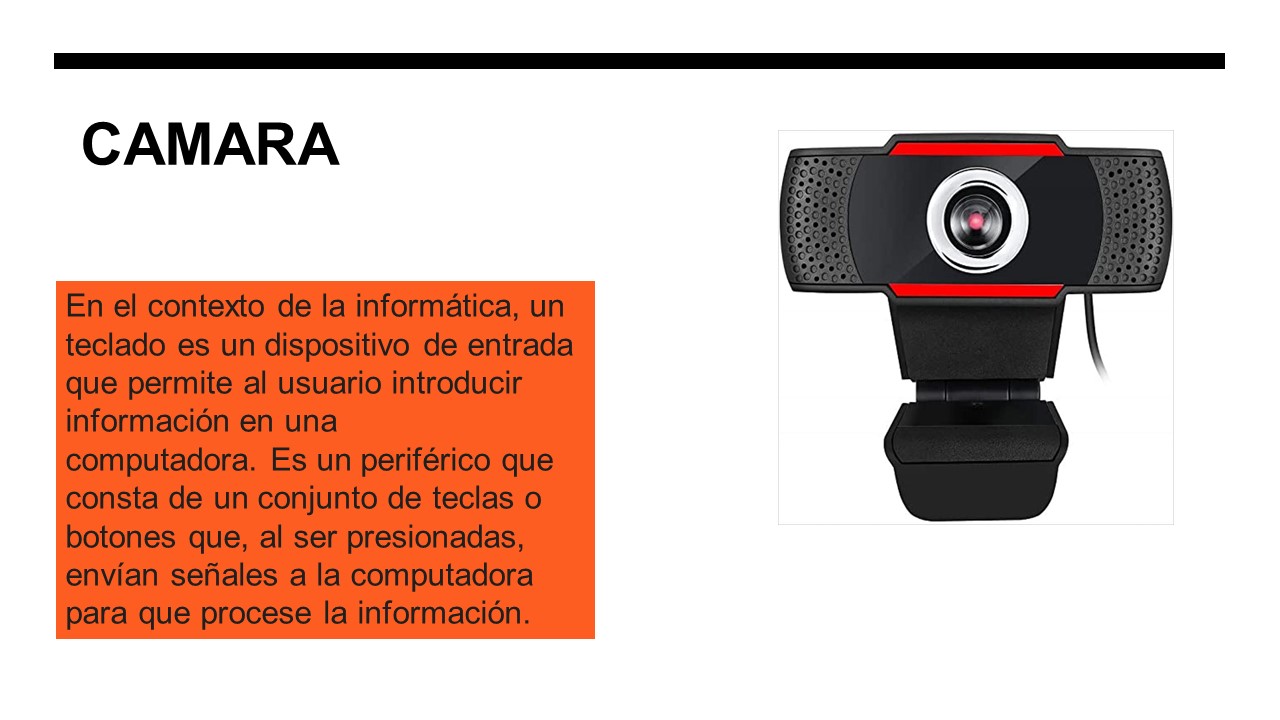 CAMARA
En el contexto de la informática, un
teclado es un dispositivo de entrada
que permite al usuario introducir
información en una
computadora. Es un periférico que
consta de un conjunto de teclas o
botones que, al ser presionadas,
envían señales a la computadora
para que procese la información.